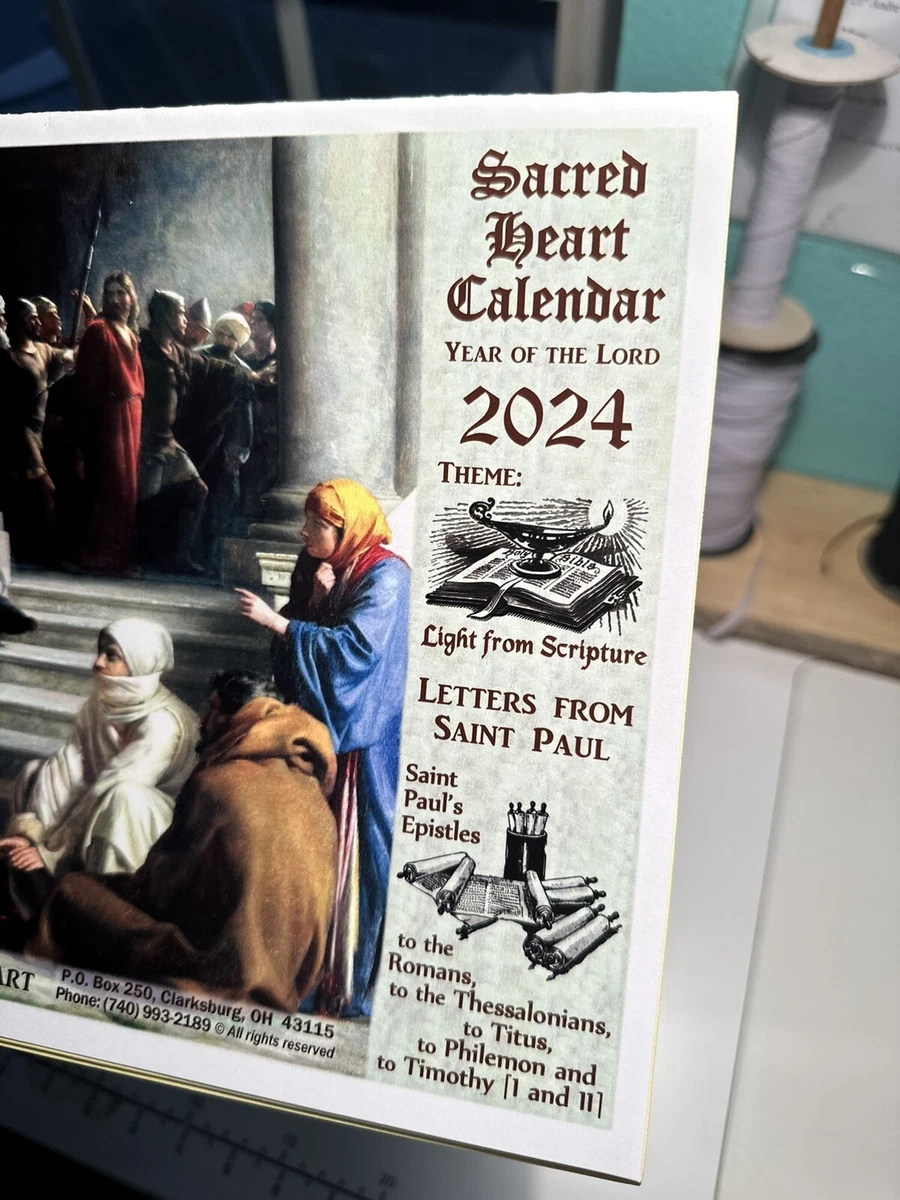 Sacred
Heart
Calendar
Year of the Lord
2024
Theme:
Holy Bible
Light from Scripture
Letters from
Saint Paul
Saint
Paul's
Epistles
to the
Romans,
to the Thessalonians,
to Titus,
to Philemon and
to Timothy [I and II]
ART
P.O. Box 250, Clarksburg, OH 43115
Phone: (740) 993-2189 © All rights reserved